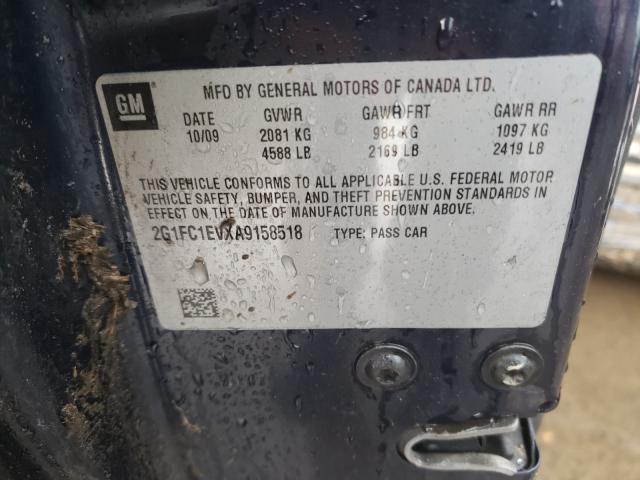 GM
MFD BY GENERAL MOTORS OF CANADA LTD.
DATE GVWR GAWR FRT GAWR RR
10/09 2081 KG 984 KG 1097 KG
4588 LB 2169 LB 2419 LB
THIS VEHICLE CONFORMS TO ALL APPLICABLE U.S. FEDERAL MOTOR
VEHICLE SAFETY, BUMPER, AND THEFT PREVENTION STANDARDS IN
EFFECT ON THE DATE OF MANUFACTURE SHOWN ABOVE.
2G1FC1EVXA9158518 TYPE: PASS CAR